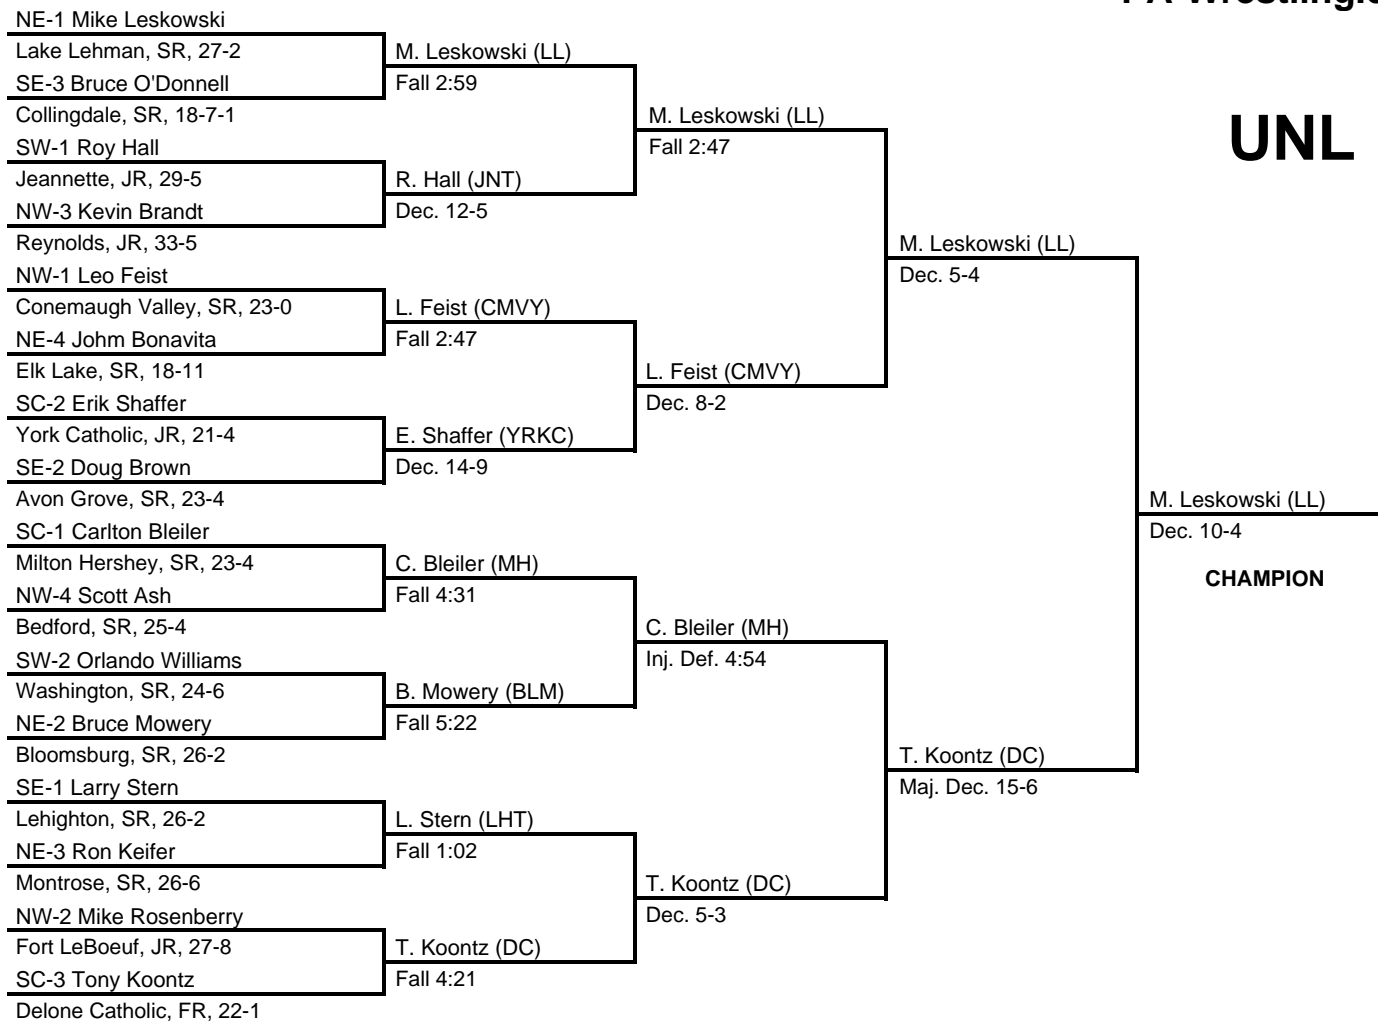 NE-1 Mike Leskowski
Lake Lehman, SR, 27-2
SE-3 Bruce O'Donnell
Collingdale, SR, 18-7-1
SW-1 Roy Hall
Jeannette, JR, 29-5
NW-3 Kevin Brandt
Reynolds, JR, 33-5
NW-1 Leo Feist
Conemaugh Valley, SR, 23-0
NE-4 Johm Bonavita
Elk Lake, SR, 18-11
SC-2 Erik Shaffer
York Catholic, JR, 21-4
SE-2 Doug Brown
Avon Grove, SR, 23-4
SC-1 Carlton Bleiler
Milton Hershey, SR, 23-4
NW-4 Scott Ash
Bedford, SR, 25-4
SW-2 Orlando Williams
Washington, SR, 24-6
NE-2 Bruce Mowery
Bloomsburg, SR, 26-2
SE-1 Larry Stern
Lehighton, SR, 26-2
NE-3 Ron Keifer
Montrose, SR, 26-6
NW-2 Mike Rosenberry
Fort LeBoeuf, JR, 27-8
SC-3 Tony Koontz
Delone Catholic, FR, 22-1
M. Leskowski (LL)
Fall 2:59
R. Hall (JNT)
Dec. 12-5
L. Feist (CMVY)
Fall 2:47
E. Shaffer (YRKC)
Dec. 14-9
C. Bleiler (MH)
Fall 4:31
B. Mowery (BLM)
Fall 5:22
L. Stern (LHT)
Fall 1:02
T. Koontz (DC)
Fall 4:21
M. Leskowski (LL)
Fall 2:47
L. Feist (CMVY)
Dec. 8-2
C. Bleiler (MH)
Inj. Def. 4:54
T. Koontz (DC)
Dec. 5-3
M. Leskowski (LL)
Dec. 5-4
T. Koontz (DC)
Maj. Dec. 15-6
UNL
M. Leskowski (LL)
Dec. 10-4
CHAMPION